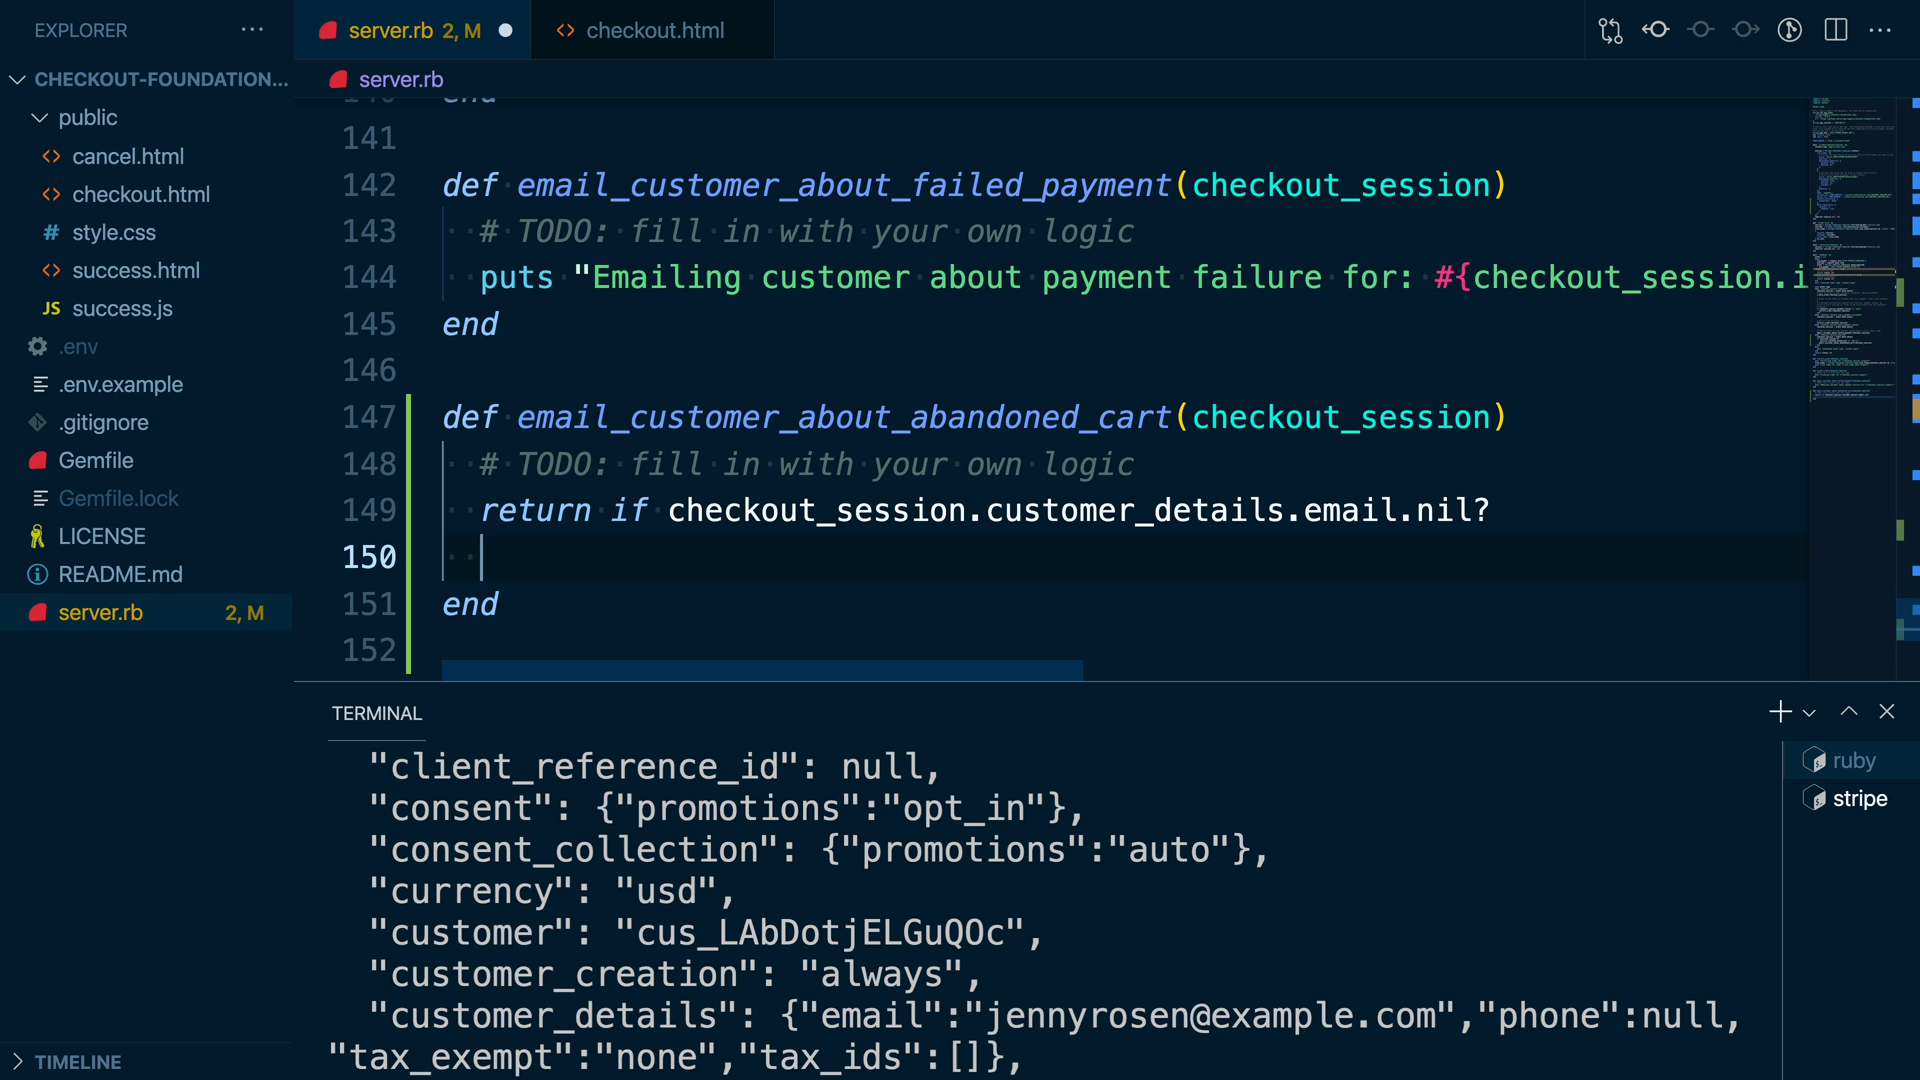 EXPLORER
server.rb 2, M
checkout.html
CHECKOUT-FOUNDATION...
server.rb
public
cancel.html
checkout.html
# style.css
success.html
JS success.js
.env
.env.example
.gitignore
Gemfile
Gemfile.lock
LICENSE
README.md
server.rb 2, M
TIMELINE
141
142 def email_customer_about_failed_payment(checkout_session)
143 # TODO: fill in with your own logic
144 puts "Emailing customer about payment failure for: #{checkout_session.i
145 end
146
147 def email_customer_about_abandoned_cart(checkout_session)
148 # TODO: fill in with your own logic
149 return if checkout_session.customer_details.email.nil?
150
151 end
152
TERMINAL
"client_reference_id": null,
"consent": {"promotions":"opt_in"},
"consent_collection": {"promotions":"auto"},
"currency": "usd",
"customer": "cus_LAbDotjELGuQOc",
"customer_creation": "always",
"customer_details": {"email":"jennyrosen@example.com","phone":null,
"tax_exempt":"none","tax_ids":[]},
ruby
stripe